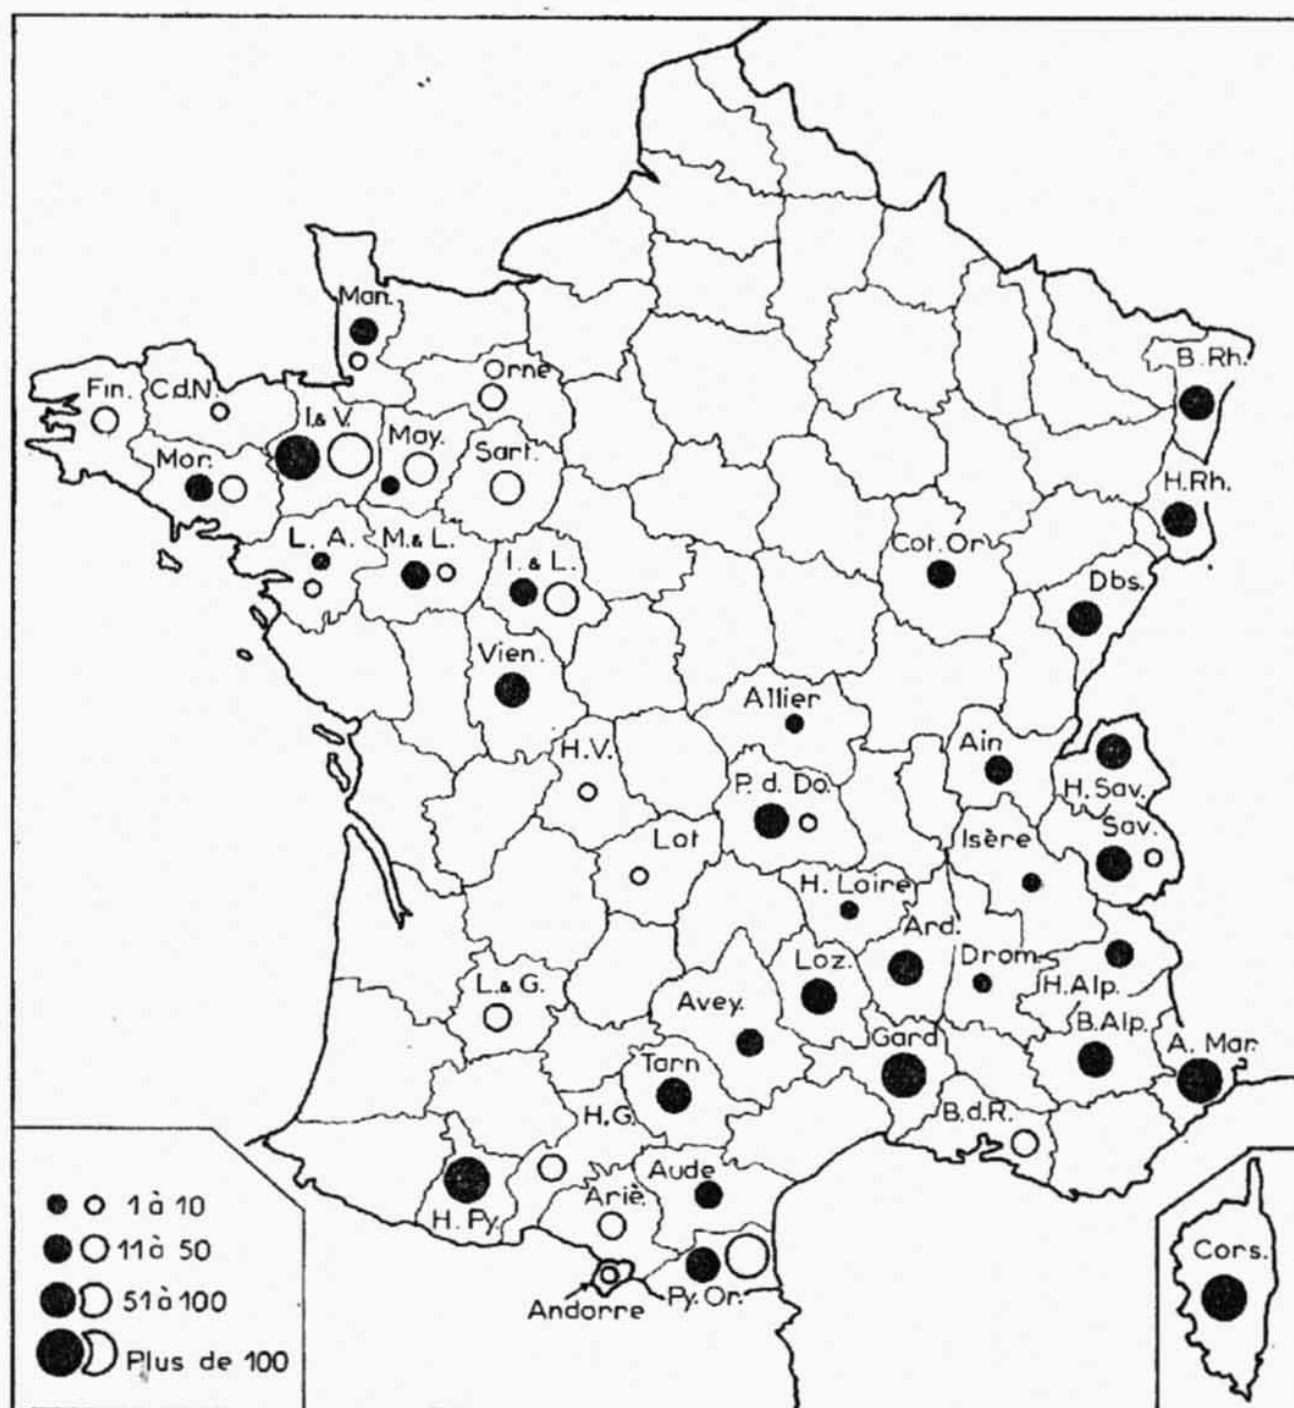 Man.
Orne
B. Rh.
Fin.
C.d.N.
I.& V.
May.
Sart.
Mor.
H.Rh.
L. A.
M.& L.
I. & L.
Cot. Or
Dbs.
Vien.
Allier
H.V.
Ain
P. d. Do.
H. Sav.
Lot
Isère
Sav.
H. Loire
Ard.
Loz.
Drom.
L.& G.
Avey.
H.Alp.
Gard
B.Alp.
A. Mar.
Tarn
H.G.
B.d.R.
Aude
Ariè.
H. Py.
Andorre
Py. Or.
Cors.
1 à 10
11 à 50
51 à 100
Plus de 100